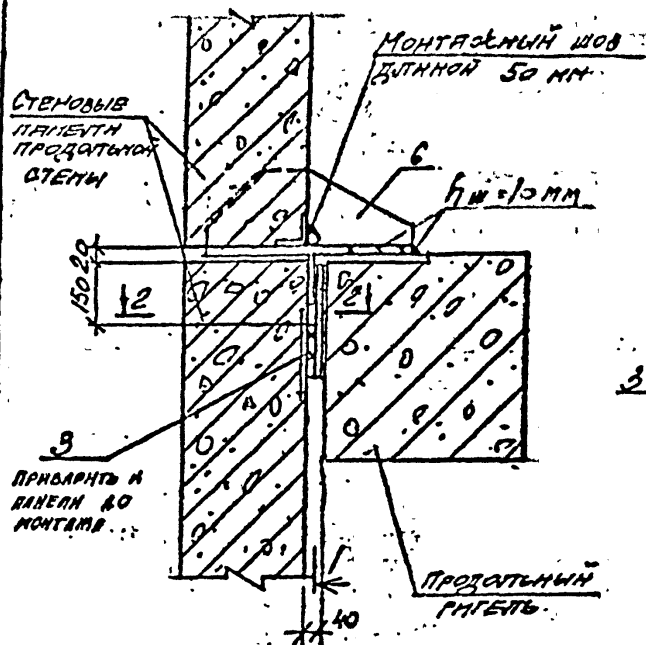 МОНТАЖНЫЙ ШОВ
ДЛИНОЙ 50 ММ
СТЕНОВЫЕ
ПАНЕЛИ
ПРОДОЛЬНОЙ
СТЕНЫ
6
hш=10 мм
20
150
2
2
3
3
ПРИВАРИТЬ К
ПАНЕЛИ ДО
МОНТАЖА
ПРОДОЛЬНЫЙ
РИГЕЛЬ
40